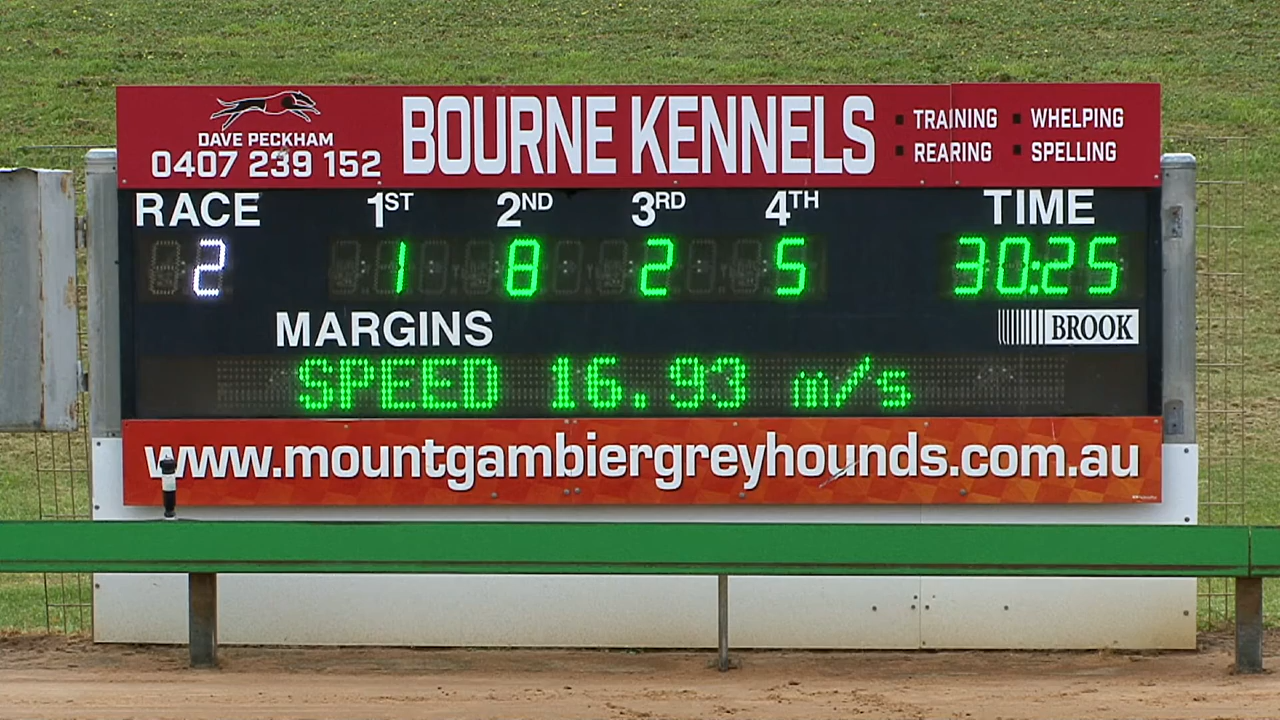 DAVE PECKHAM
0407 239 152
BOURNE KENNELS
TRAINING
REARING
WHELPING
SPELLING
RACE 1ST 2ND 3RD 4TH TIME
2 1 8 2 5 30:25
MARGINS
BROOK
SPEED 16.93 m/s
www.mountgambiergreyhounds.com.au